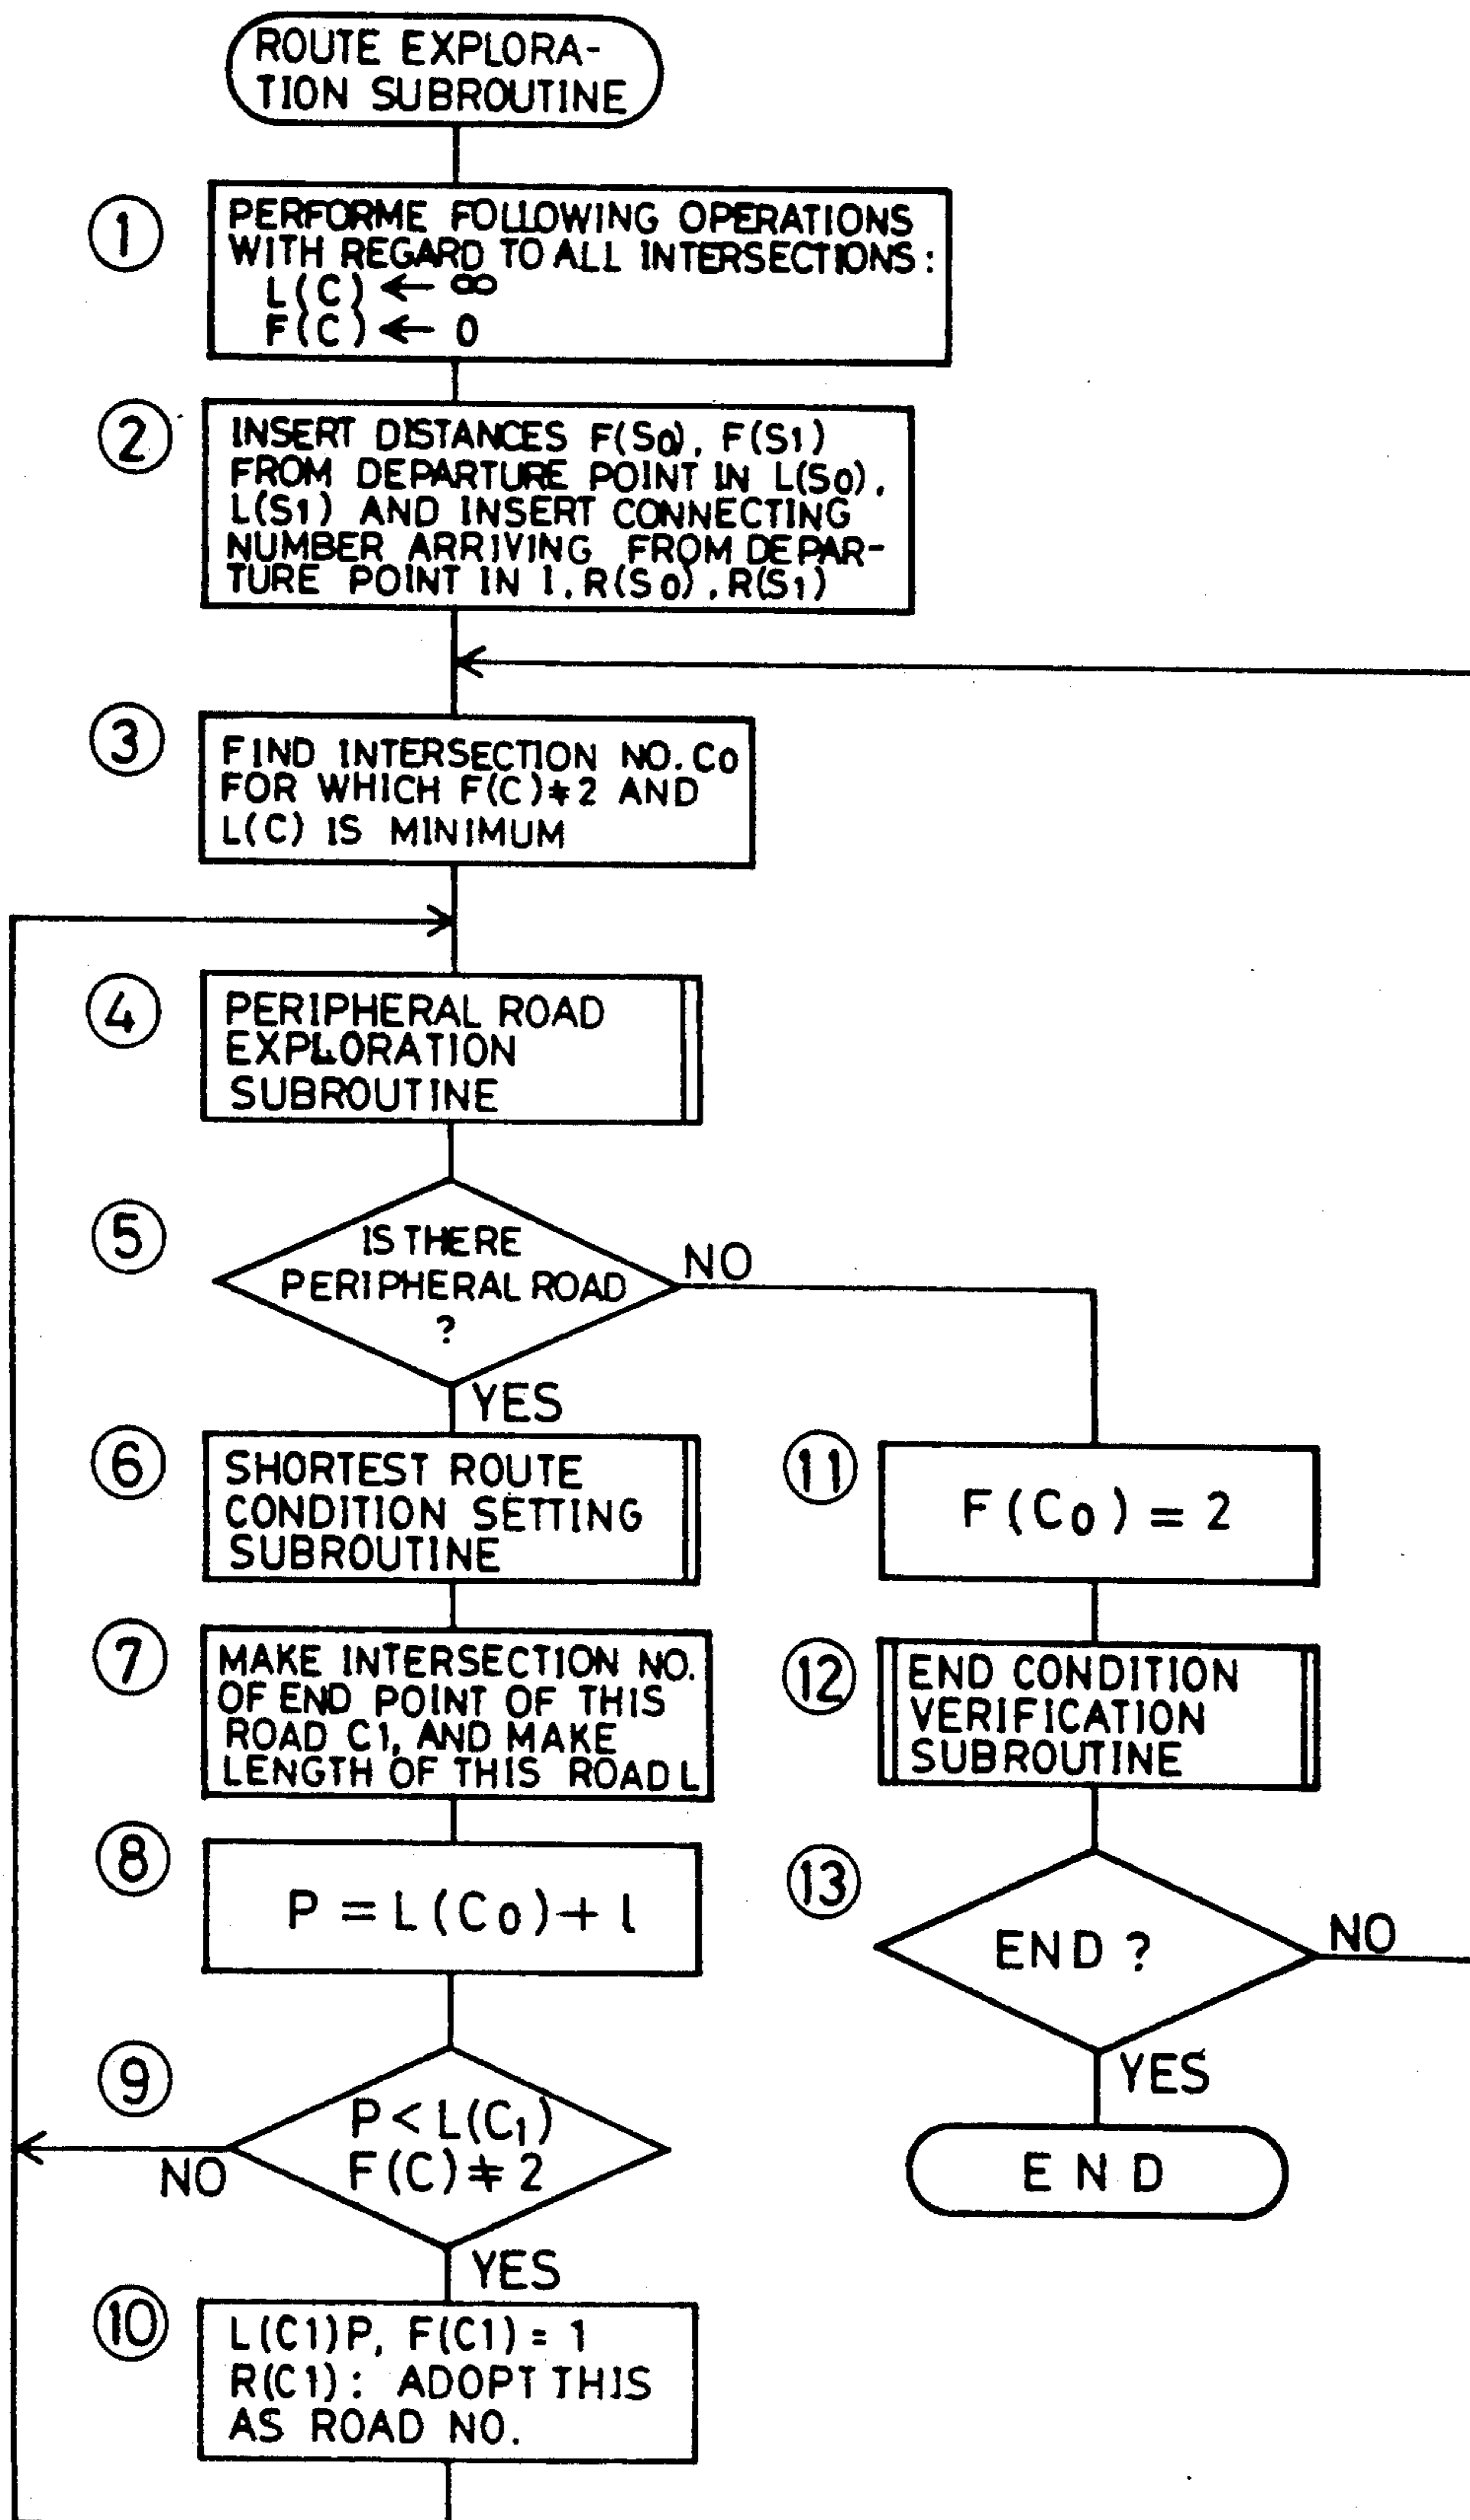 ROUTE EXPLORA-
TION SUBROUTINE
①
PERFORME FOLLOWING OPERATIONS
WITH REGARD TO ALL INTERSECTIONS:
L(C) ← ∞
F(C) ← 0
②
INSERT DISTANCES F(S0), F(S1)
FROM DEPARTURE POINT IN L(S0),
L(S1) AND INSERT CONNECTING
NUMBER ARRIVING FROM DEPAR-
TURE POINT IN 1, R(S0), R(S1)
③
FIND INTERSECTION NO. C0
FOR WHICH F(C)≠2 AND
L(C) IS MINIMUM
④
PERIPHERAL ROAD
EXPLORATION
SUBROUTINE
⑤
IS THERE
PERIPHERAL ROAD
?
NO
YES
⑥
SHORTEST ROUTE
CONDITION SETTING
SUBROUTINE
⑦
MAKE INTERSECTION NO.
OF END POINT OF THIS
ROAD C1, AND MAKE
LENGTH OF THIS ROAD L
⑧
P = L(C0) + l
⑨
P < L(C1)
F(C) ≠ 2
NO
YES
⑩
L(C1)P, F(C1) = 1
R(C1): ADOPT THIS
AS ROAD NO.
⑪
F(C0) = 2
⑫
END CONDITION
VERIFICATION
SUBROUTINE
⑬
END ?
NO
YES
END